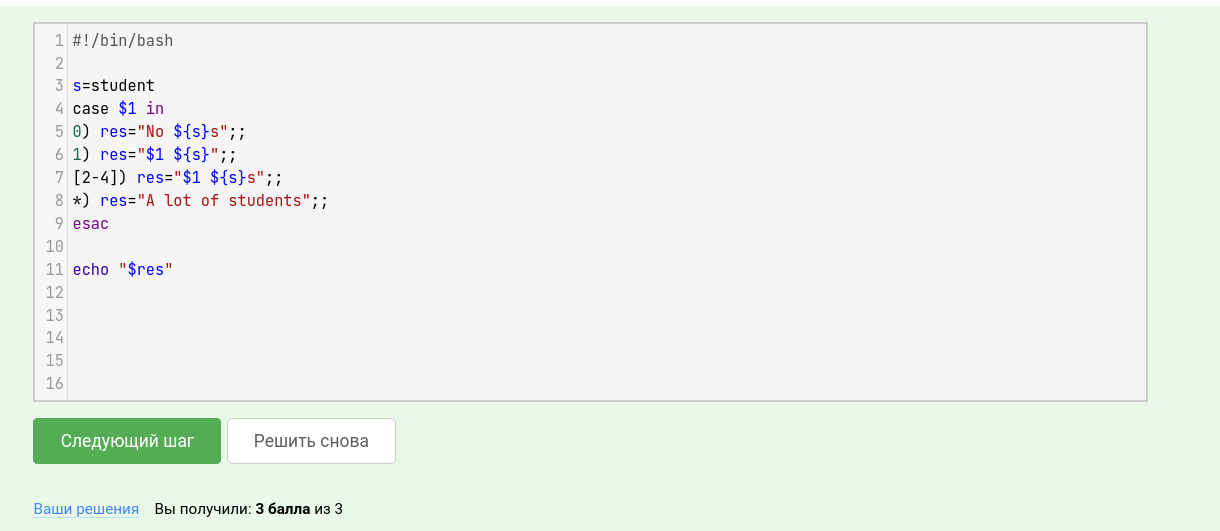 1 #!/bin/bash
2
3 s=student
4 case $1 in
5 0) res="No ${s}s";;
6 1) res="$1 ${s}";;
7 [2-4]) res="$1 ${s}s";;
8 *) res="A lot of students";;
9 esac
10
11 echo "$res"
12
13
14
15
16
Следующий шаг Решить снова
Ваши решения Вы получили: 3 балла из 3